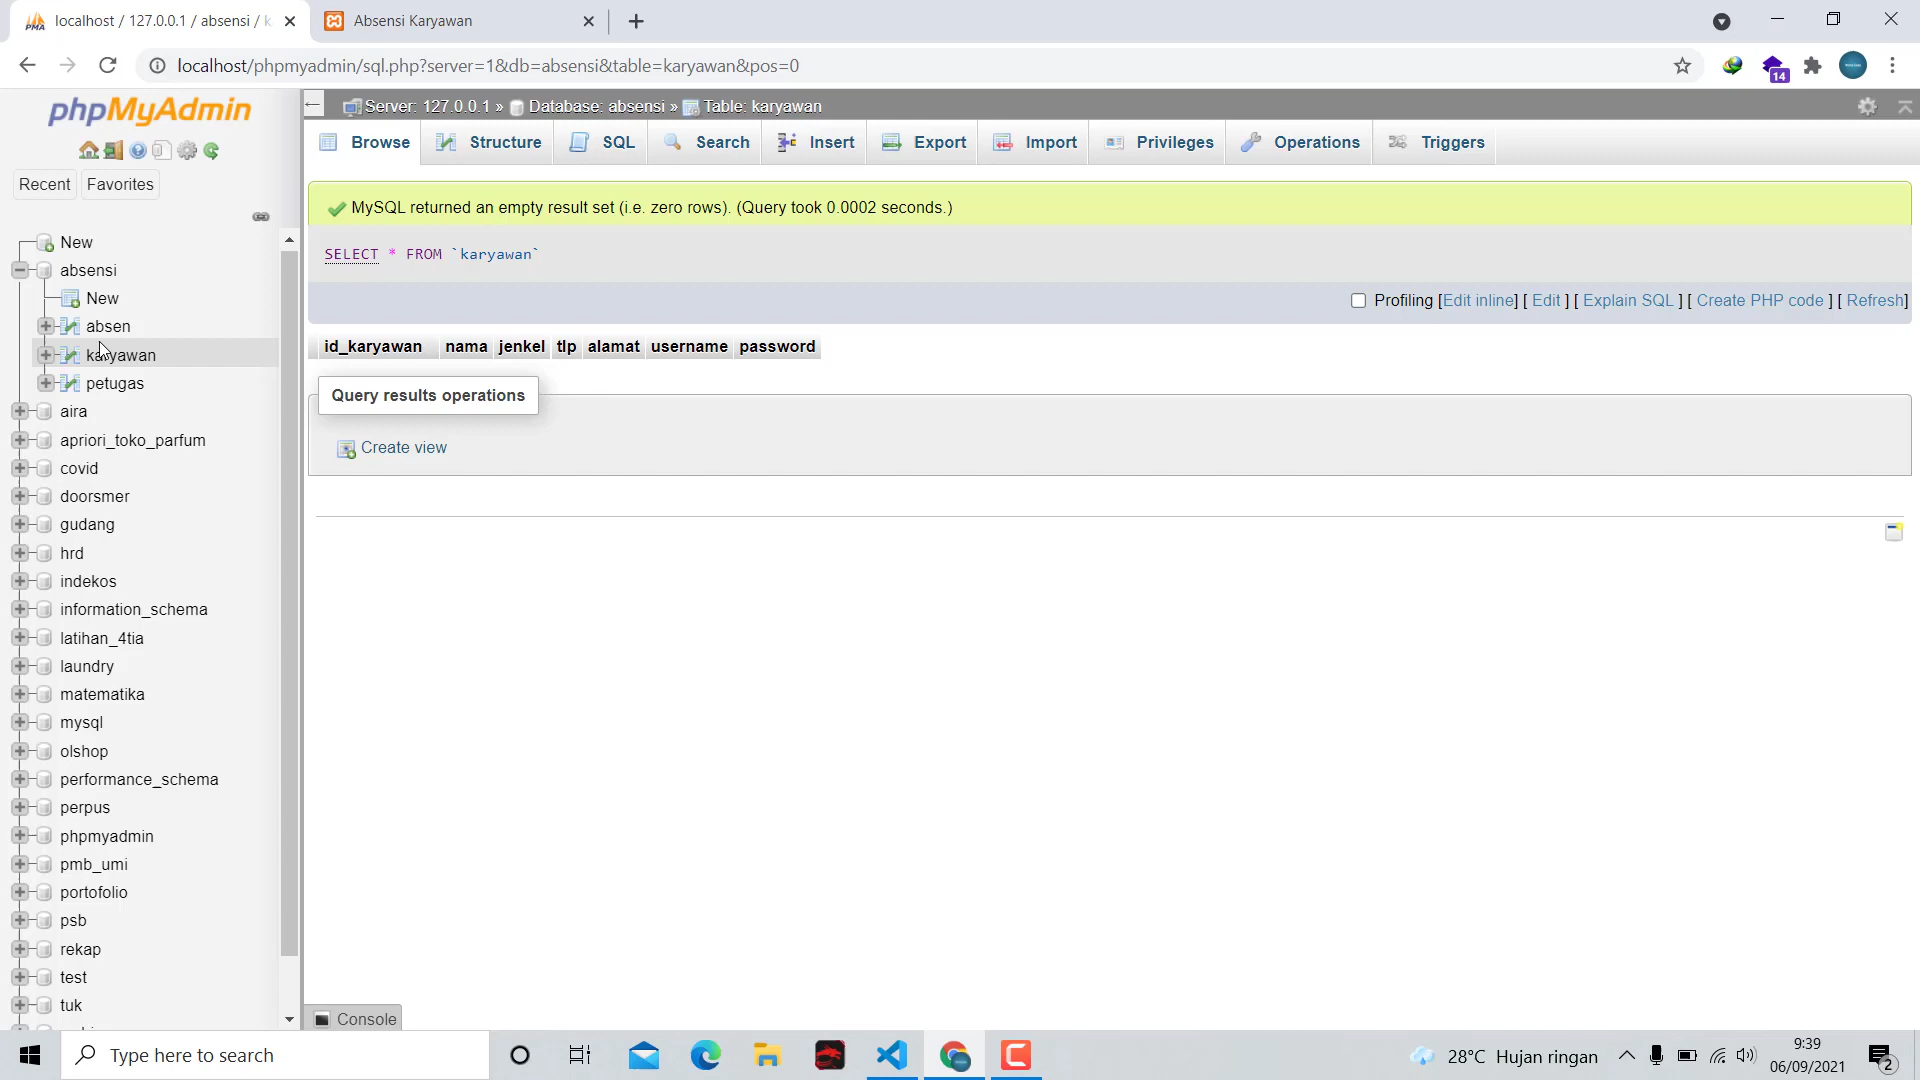 localhost / 127.0.0.1 / absensi / k
Absensi Karyawan
localhost/phpmyadmin/sql.php?server=1&db=absensi&table=karyawan&pos=0
14
phpMyAdmin
Recent Favorites
New
absensi
New
absen
karyawan
petugas
aira
apriori_toko_parfum
covid
doorsmer
gudang
hrd
indekos
information_schema
latihan_4tia
laundry
matematika
mysql
olshop
performance_schema
perpus
phpmyadmin
pmb_umi
portofolio
psb
rekap
test
tuk
Server: 127.0.0.1 » Database: absensi » Table: karyawan
Browse Structure SQL Search Insert Export Import Privileges Operations Triggers
MySQL returned an empty result set (i.e. zero rows). (Query took 0.0002 seconds.)
SELECT * FROM `karyawan`
Profiling [Edit inline] [ Edit ] [ Explain SQL ] [ Create PHP code ] [ Refresh]
id_karyawan nama jenkel tlp alamat username password
Query results operations
Create view
Console
Type here to search
28°C Hujan ringan
9:39
06/09/2021
2